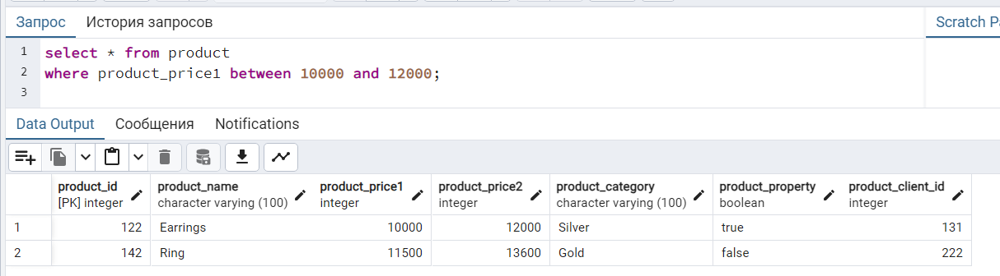 Запрос История запросов Scratch Pa
1 select * from product
2 where product_price1 between 10000 and 12000;
3
Data Output Сообщения Notifications
product_id product_name product_price1 product_price2 product_category product_property product_client_id
[PK] integer character varying (100) integer integer character varying (100) boolean integer
1 122 Earrings 10000 12000 Silver true 131
2 142 Ring 11500 13600 Gold false 222